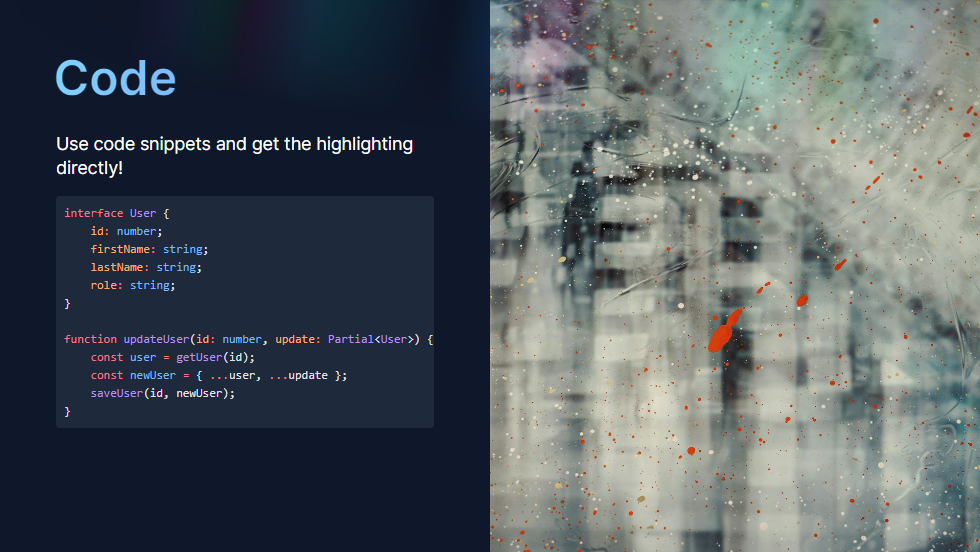 Code
Use code snippets and get the highlighting
directly!
interface User {
    id: number;
    firstName: string;
    lastName: string;
    role: string;
}

function updateUser(id: number, update: Partial<User>) {
    const user = getUser(id);
    const newUser = { ...user, ...update };
    saveUser(id, newUser);
}